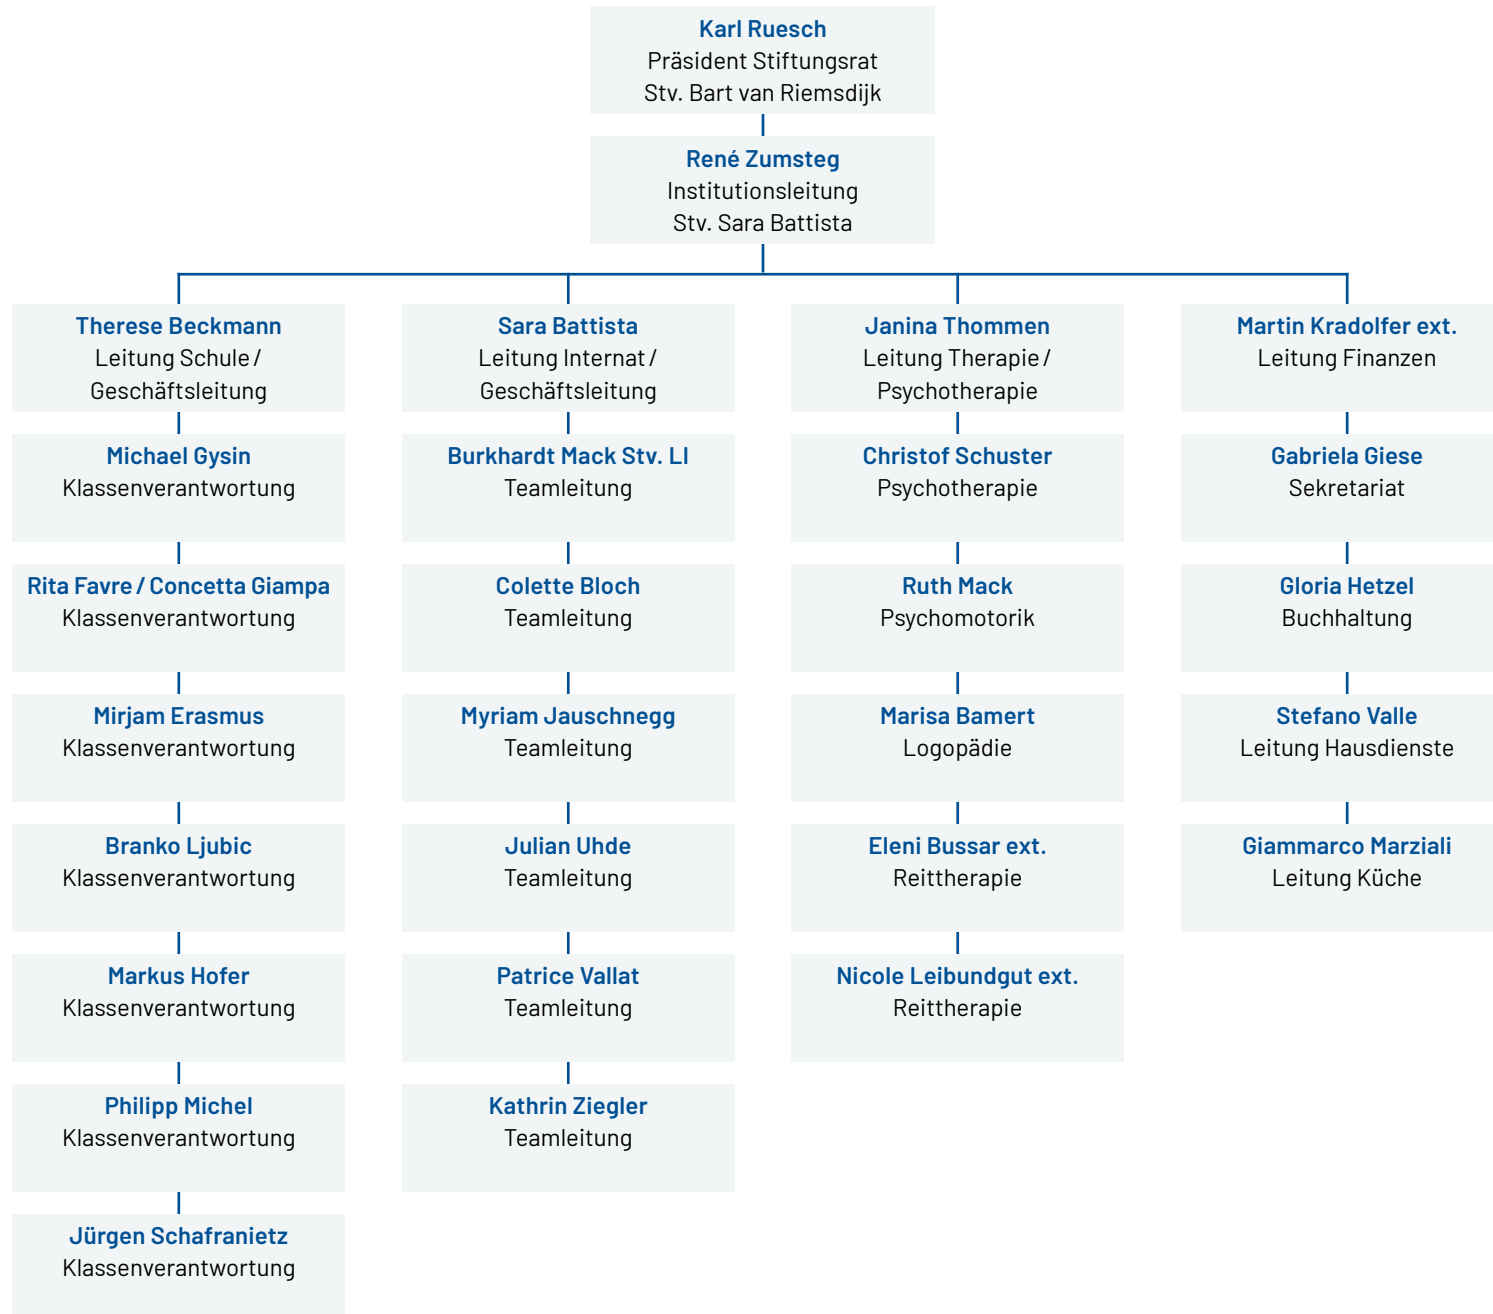 Karl Ruesch
Präsident Stiftungsrat
Stv. Bart van Riemsdijk
René Zumsteg
Institutionsleitung
Stv. Sara Battista
Therese Beckmann
Leitung Schule /
Geschäftsleitung
Michael Gysin
Klassenverantwortung
Rita Favre / Concetta Giampa
Klassenverantwortung
Mirjam Erasmus
Klassenverantwortung
Branko Ljubic
Klassenverantwortung
Markus Hofer
Klassenverantwortung
Philipp Michel
Klassenverantwortung
Jürgen Schafranietz
Klassenverantwortung
Sara Battista
Leitung Internat /
Geschäftsleitung
Burkhardt Mack Stv. LI
Teamleitung
Colette Bloch
Teamleitung
Myriam Jauschnegg
Teamleitung
Julian Uhde
Teamleitung
Patrice Vallat
Teamleitung
Kathrin Ziegler
Teamleitung
Janina Thommen
Leitung Therapie /
Psychotherapie
Christof Schuster
Psychotherapie
Ruth Mack
Psychomotorik
Marisa Bamert
Logopädie
Eleni Bussar ext.
Reittherapie
Nicole Leibundgut ext.
Reittherapie
Martin Kradolfer ext.
Leitung Finanzen
Gabriela Giese
Sekretariat
Gloria Hetzel
Buchhaltung
Stefano Valle
Leitung Hausdienste
Giammarco Marziali
Leitung Küche